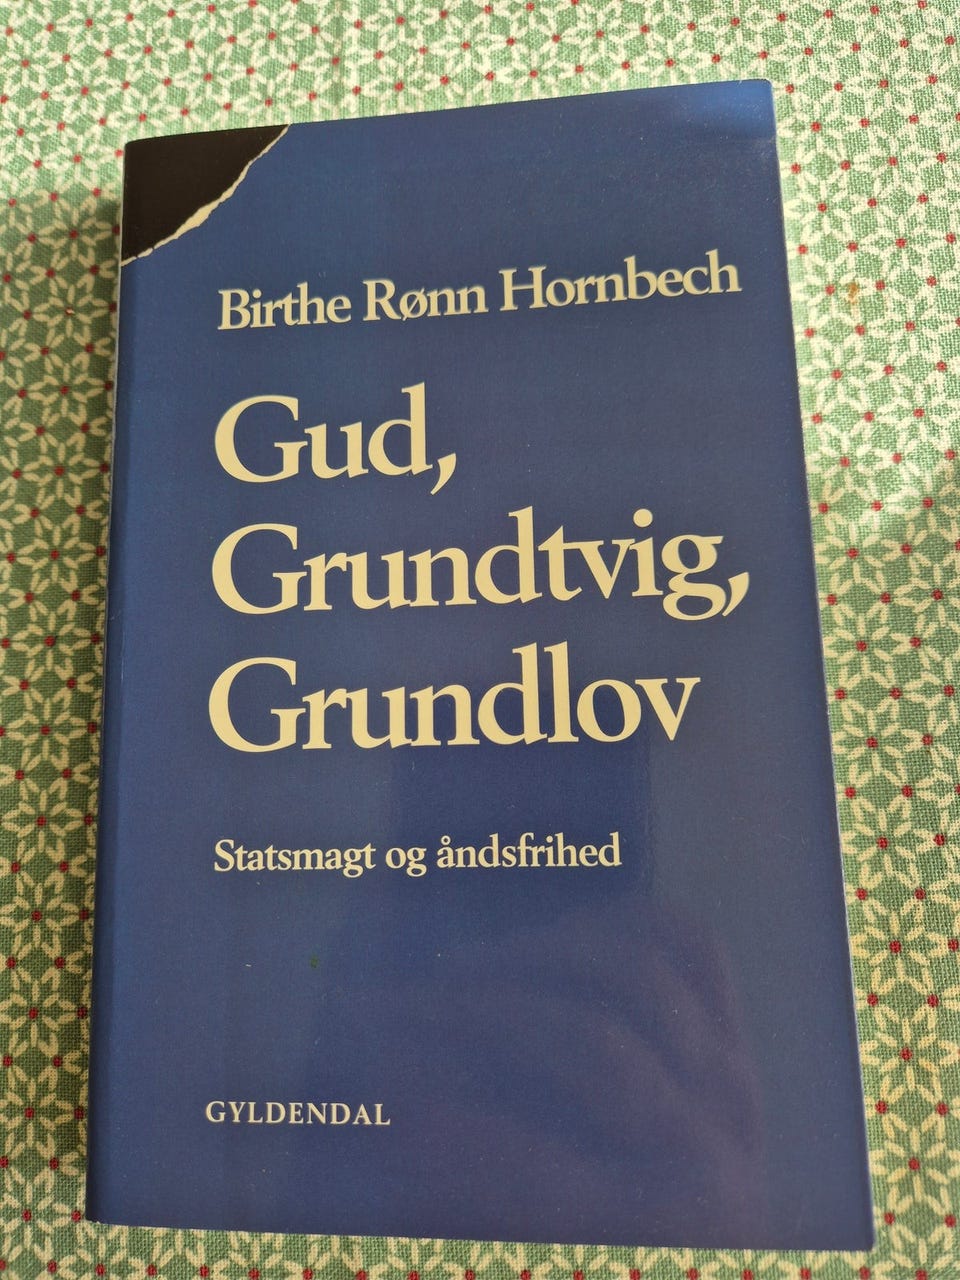 Birthe Rønn Hornbech
Gud,
Grundtvig,
Grundlov
Statsmagt og åndsfrihed
GYLDENDAL